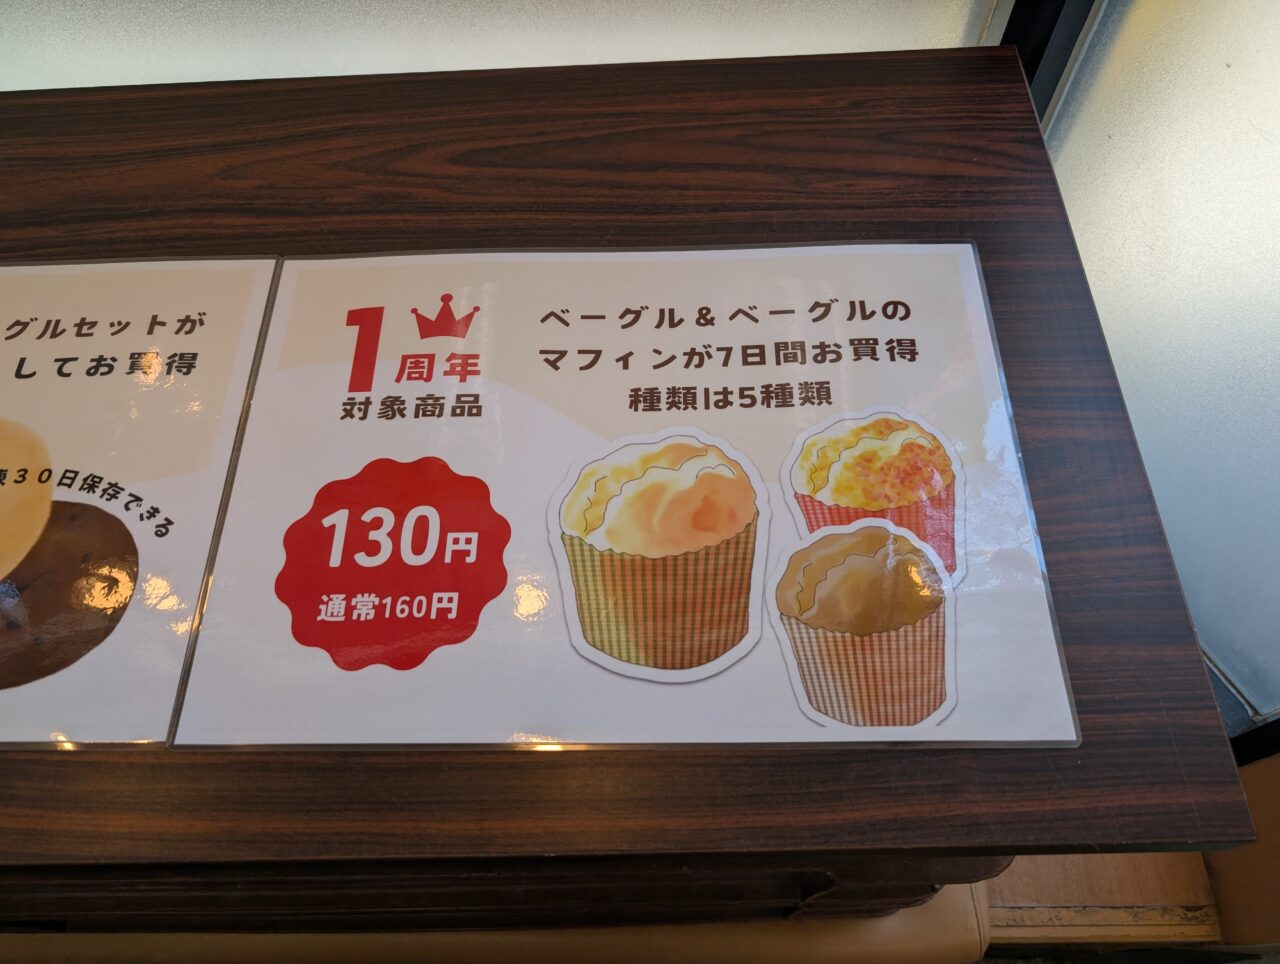 グルセットが
してお買得
30日保存できる
1周年
対象商品
ベーグル&ベーグルの
マフィンが7日間お買得
種類は5種類
130円
通常160円